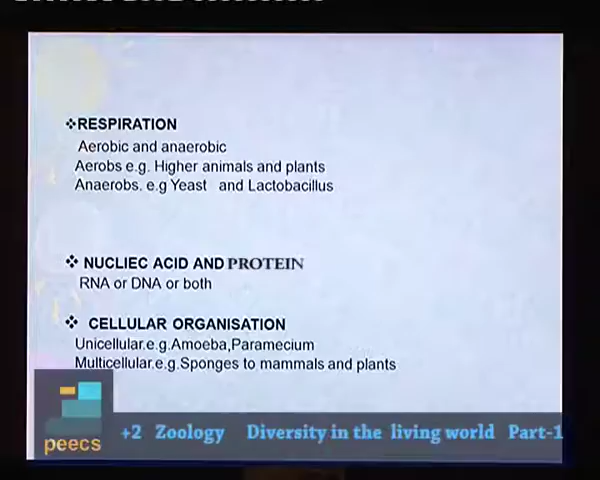 ❖RESPIRATION
Aerobic and anaerobic
Aerobs e.g. Higher animals and plants
Anaerobs. e.g Yeast and Lactobacillus
❖ NUCLIEC ACID AND PROTEIN
RNA or DNA or both
❖ CELLULAR ORGANISATION
Unicellular.e.g.Amoeba,Paramecium
Multicellular.e.g.Sponges to mammals and plants
peecs
+2 Zoology Diversity in the living world Part-1